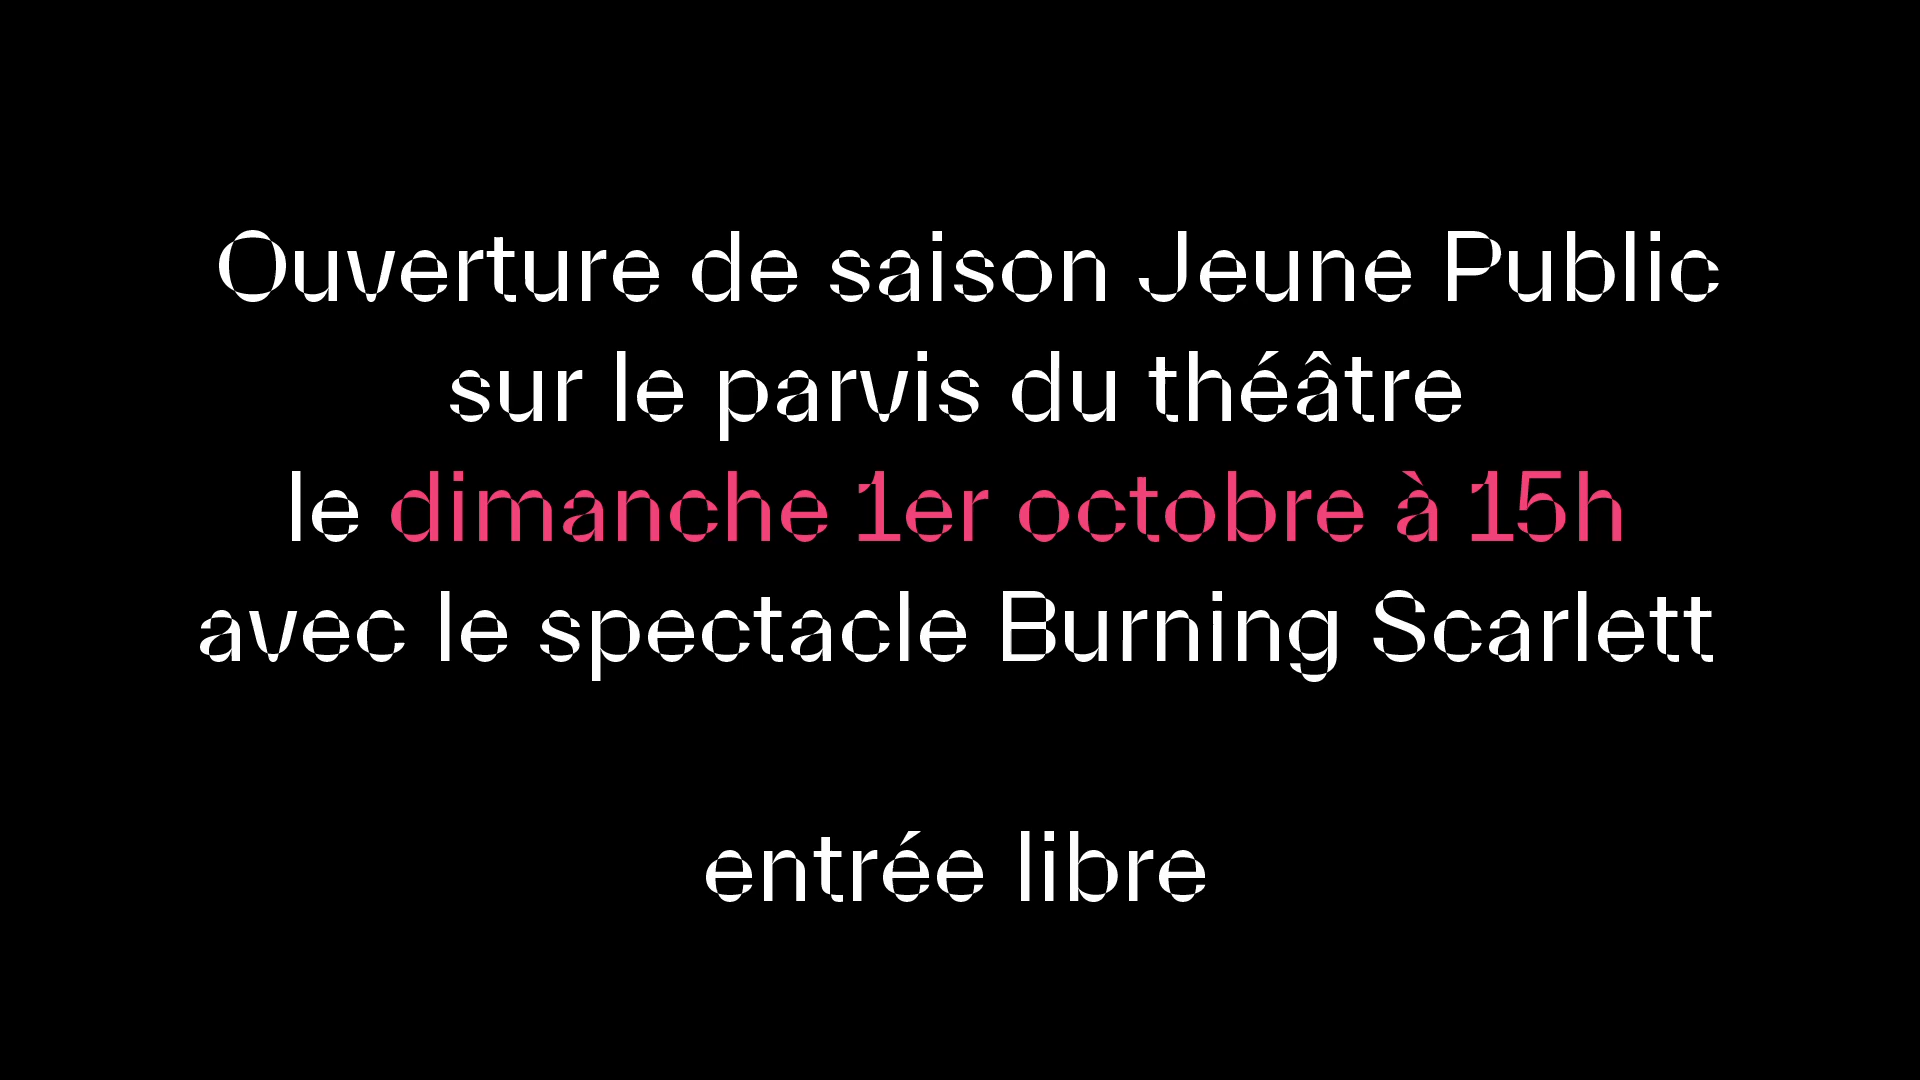 Ouverture de saison Jeune Public
sur le parvis du théâtre
le dimanche 1er octobre à 15h
avec le spectacle Burning Scarlett
entrée libre